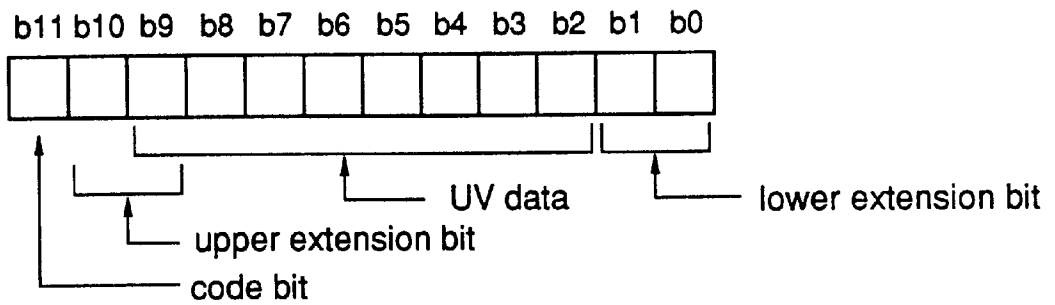 b11 b10 b9 b8 b7 b6 b5 b4 b3 b2 b1 b0
UV data
lower extension bit
upper extension bit
code bit